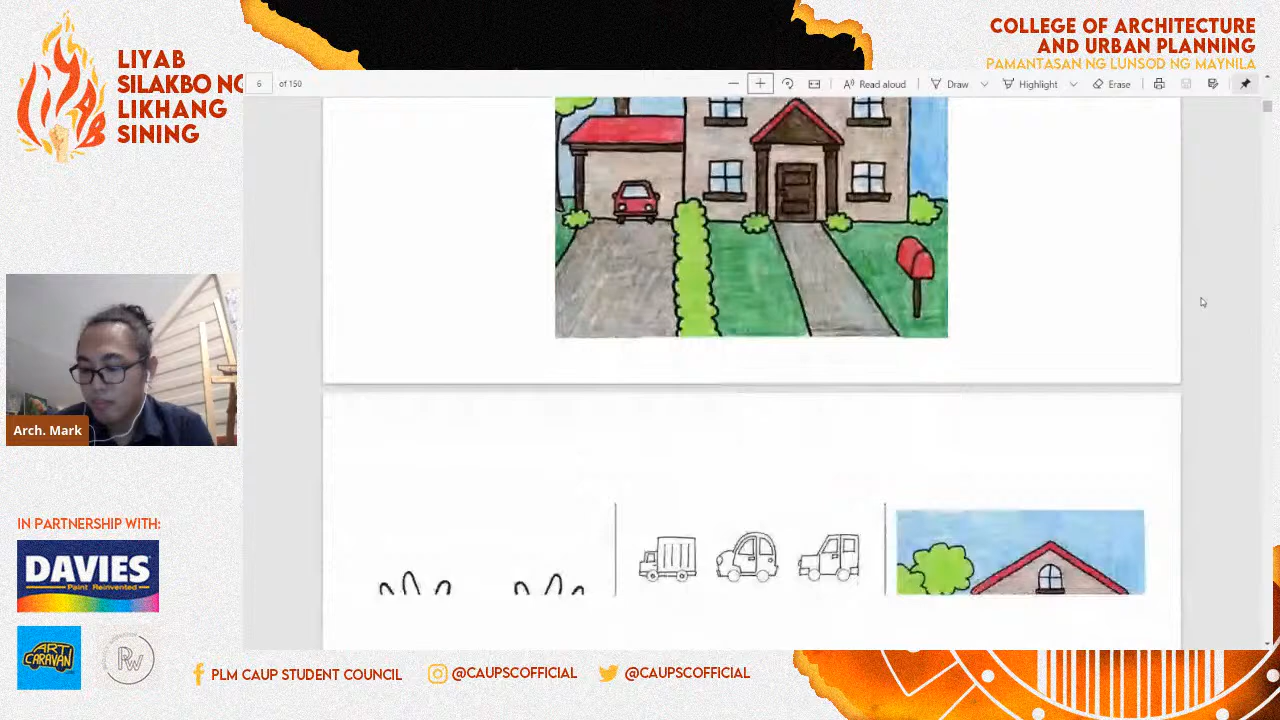 LIYAB
SILAKBO NG
LIKHANG
SINING
COLLEGE OF ARCHITECTURE
AND URBAN PLANNING
PAMANTASAN NG LUNSOD NG MAYNILA
6 of 150
Read aloud
Draw
Highlight
Erase
Arch. Mark
IN PARTNERSHIP WITH:
DAVIES
Paint Reinvented
ART
CARAVAN
RW
PLM CAUP STUDENT COUNCIL
@CAUPSCOFFICIAL
@CAUPSCOFFICIAL